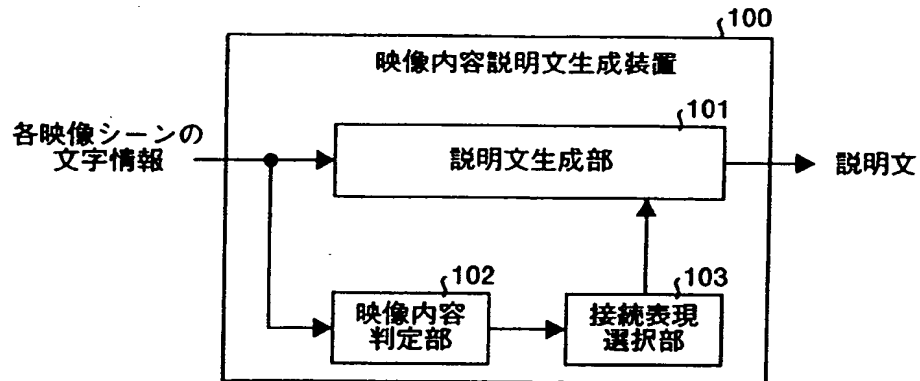 100
映像内容説明文生成装置
各映像シーンの
文字情報
101
説明文生成部
説明文
102
映像内容
判定部
103
接続表現
選択部